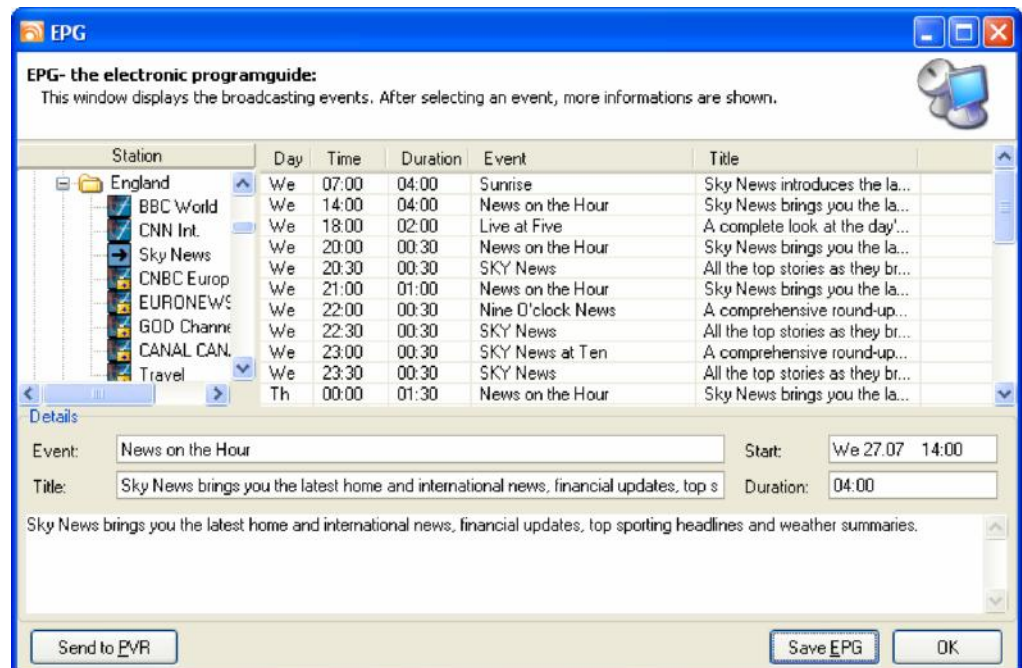 EPG
EPG- the electronic programguide:
This window displays the broadcasting events. After selecting an event, more informations are shown.
Station
England
BBC World
CNN Int.
Sky News
CNBC Europ
EURONEWS
GOD Channe
CANAL CAN.
Travel
Day Time Duration Event Title
We 07:00 04:00 Sunrise Sky News introduces the la...
We 14:00 04:00 News on the Hour Sky News brings you the la...
We 18:00 02:00 Live at Five A complete look at the day'...
We 20:00 00:30 News on the Hour Sky News brings you the la...
We 20:30 00:30 SKY News All the top stories as they br...
We 21:00 01:00 News on the Hour Sky News brings you the la...
We 22:00 00:30 Nine O'clock News A comprehensive round-up...
We 22:30 00:30 SKY News All the top stories as they br...
We 23:00 00:30 SKY News at Ten A comprehensive round-up...
We 23:30 00:30 SKY News All the top stories as they br...
Th 00:00 01:30 News on the Hour Sky News brings you the la...
Details
Event: News on the Hour Start: We 27.07 14:00
Title: Sky News brings you the latest home and international news, financial updates, top s Duration: 04:00
Sky News brings you the latest home and international news, financial updates, top sporting headlines and weather summaries.
Send to PVR Save EPG OK